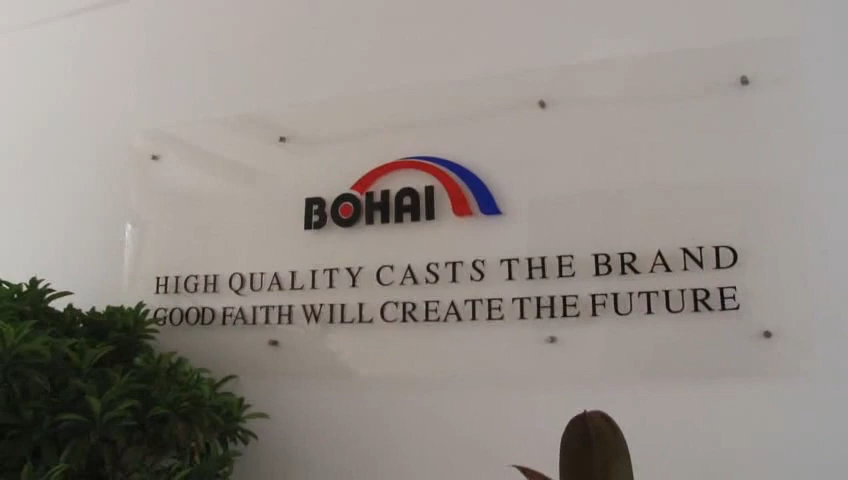 BOHAI
HIGH QUALITY CASTS THE BRAND
GOOD FAITH WILL CREATE THE FUTURE